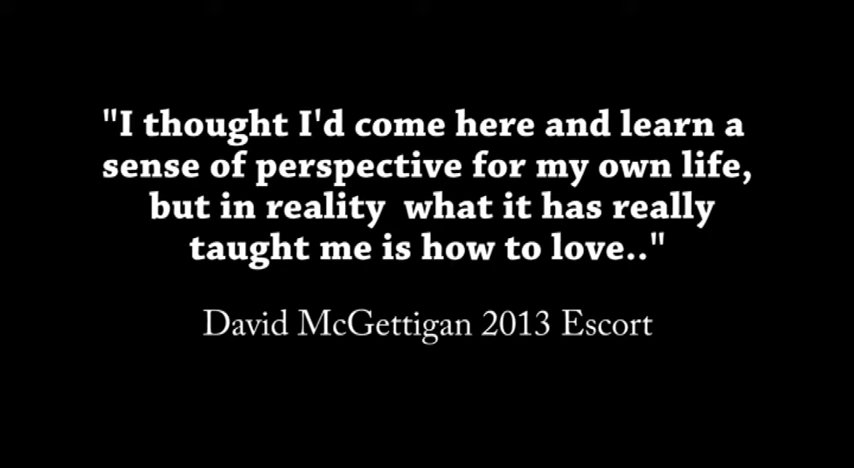 "I thought I'd come here and learn a
sense of perspective for my own life,
but in reality  what it has really
taught me is how to love.."
David McGettigan 2013 Escort